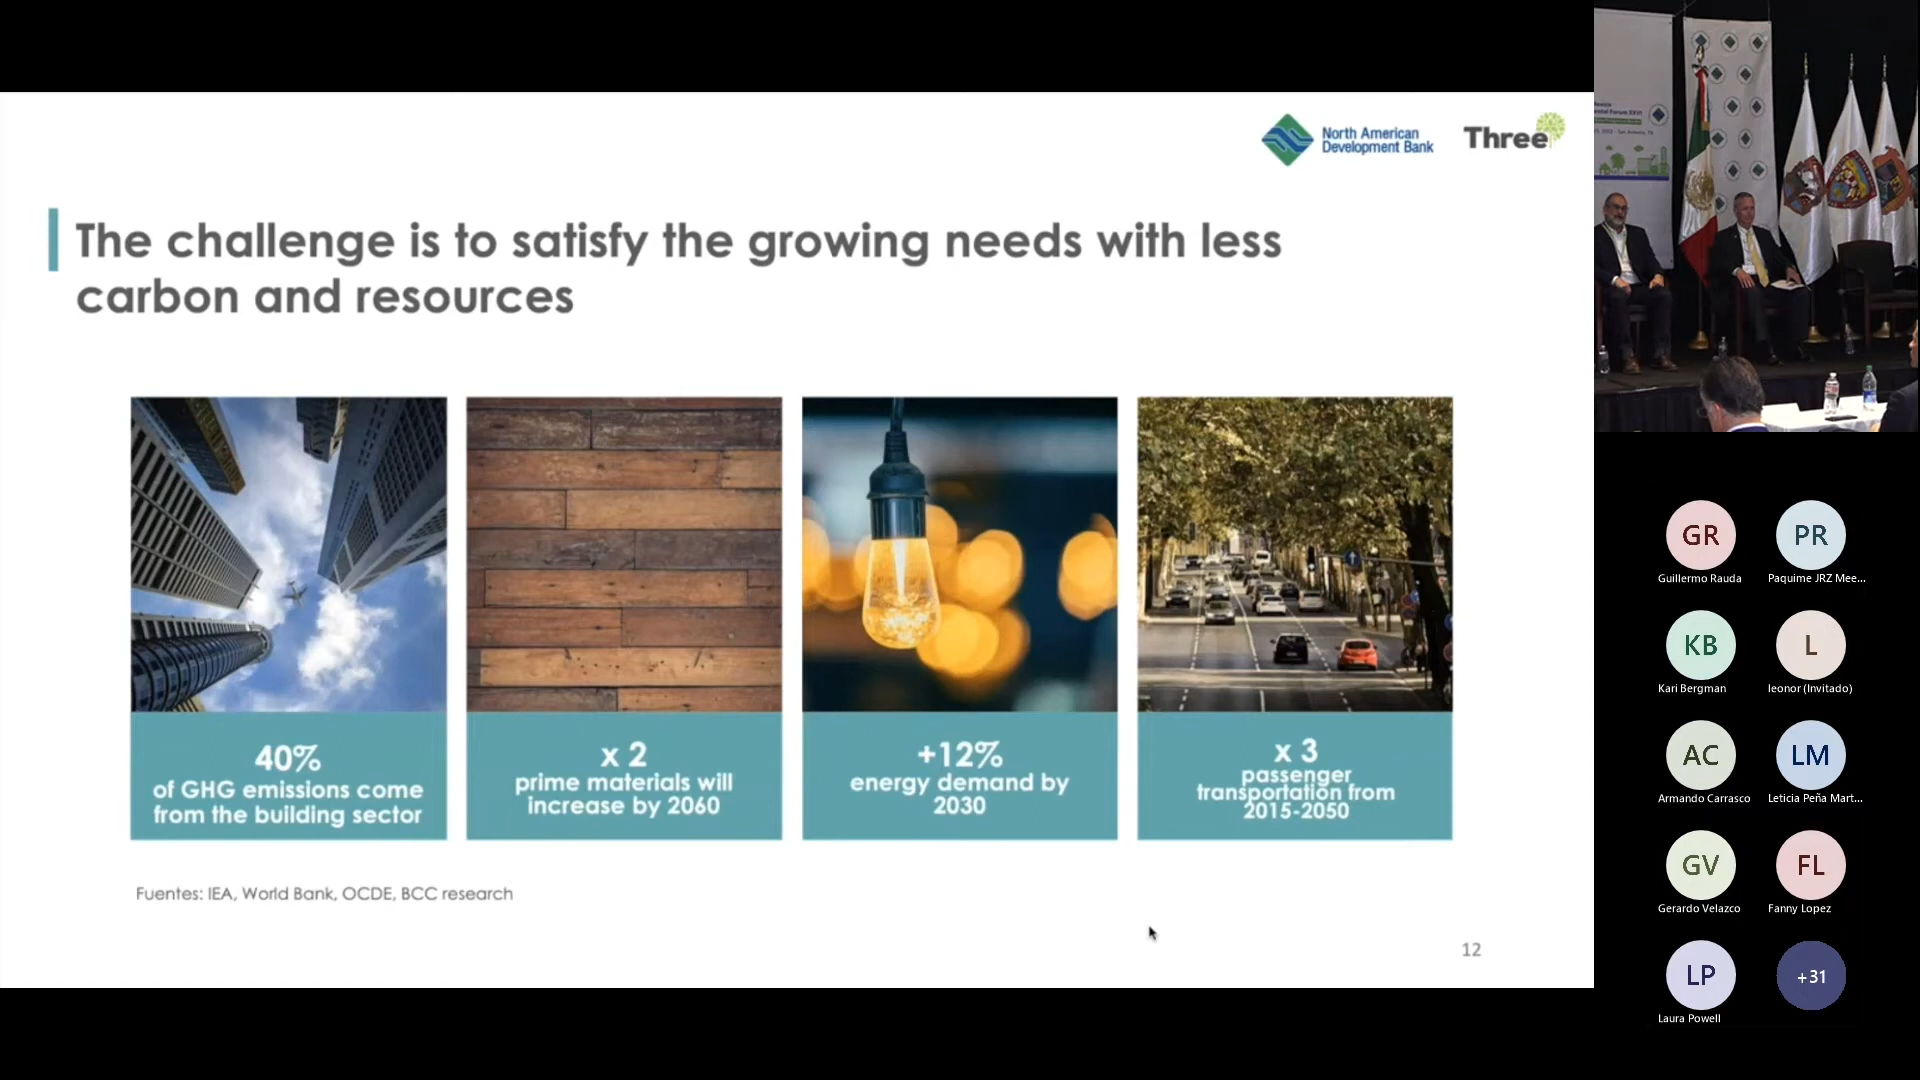 North American
Development Bank
Three
The challenge is to satisfy the growing needs with less
carbon and resources
40%
of GHG emissions come
from the building sector
x 2
prime materials will
increase by 2060
+12%
energy demand by
2030
x 3
passenger
transportation from
2015-2050
Fuentes: IEA, World Bank, OCDE, BCC research
12
GR
Guillermo Rauda
PR
Paquime JRZ Mee...
KB
Kari Bergman
L
leonor (Invitado)
AC
Armando Carrasco
LM
Leticia Peña Mart...
GV
Gerardo Velazco
FL
Fanny Lopez
LP
Laura Powell
+31